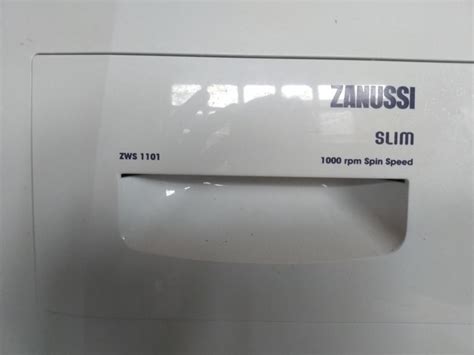 ZANUSSI
SLIM
ZWS 1101 1000 rpm Spin Speed